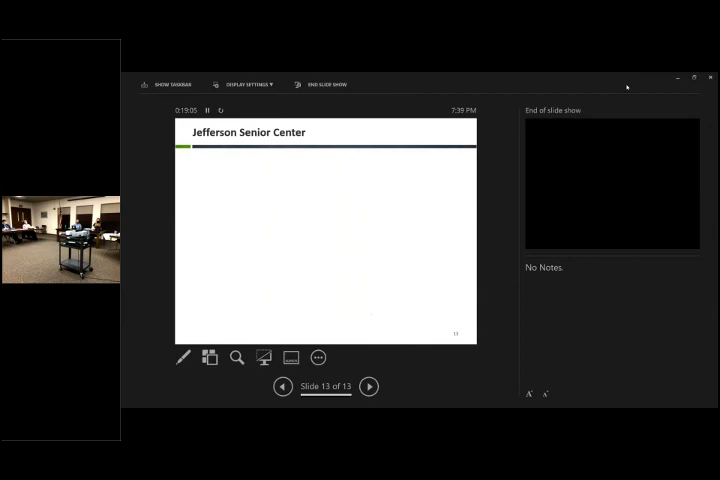 SHOW TASKBAR
DISPLAY SETTINGS ▼
END SLIDE SHOW
0:19:05
7:39 PM
End of slide show
Jefferson Senior Center
13
No Notes.
Slide 13 of 13
A A